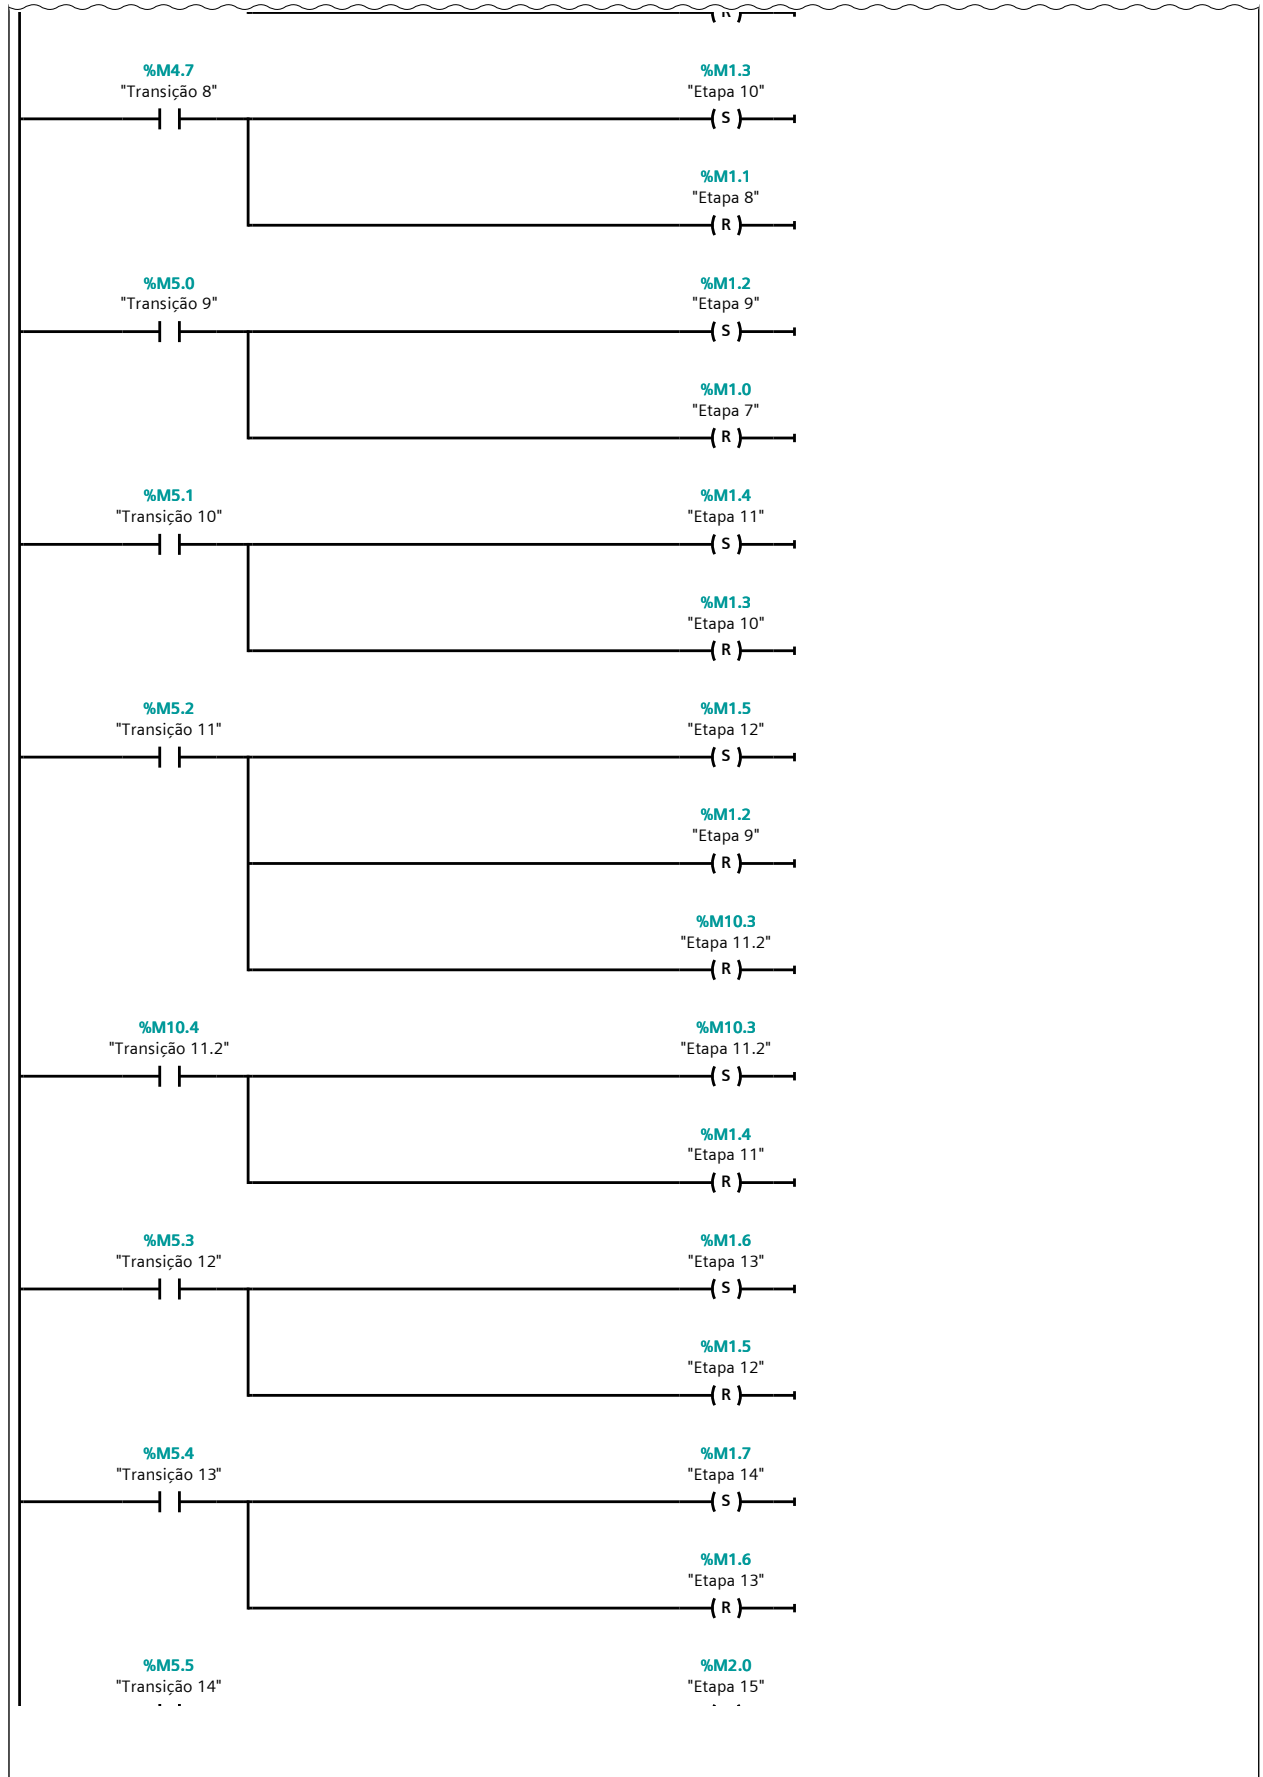 %M4.7 %M1.3
"Transição 8" "Etapa 10"
S
%M1.1
"Etapa 8"
R
%M5.0 %M1.2
"Transição 9" "Etapa 9"
S
%M1.0
"Etapa 7"
R
%M5.1 %M1.4
"Transição 10" "Etapa 11"
S
%M1.3
"Etapa 10"
R
%M5.2 %M1.5
"Transição 11" "Etapa 12"
S
%M1.2
"Etapa 9"
R
%M10.3
"Etapa 11.2"
R
%M10.4 %M10.3
"Transição 11.2" "Etapa 11.2"
S
%M1.4
"Etapa 11"
R
%M5.3 %M1.6
"Transição 12" "Etapa 13"
S
%M1.5
"Etapa 12"
R
%M5.4 %M1.7
"Transição 13" "Etapa 14"
S
%M1.6
"Etapa 13"
R
%M5.5 %M2.0
"Transição 14" "Etapa 15"